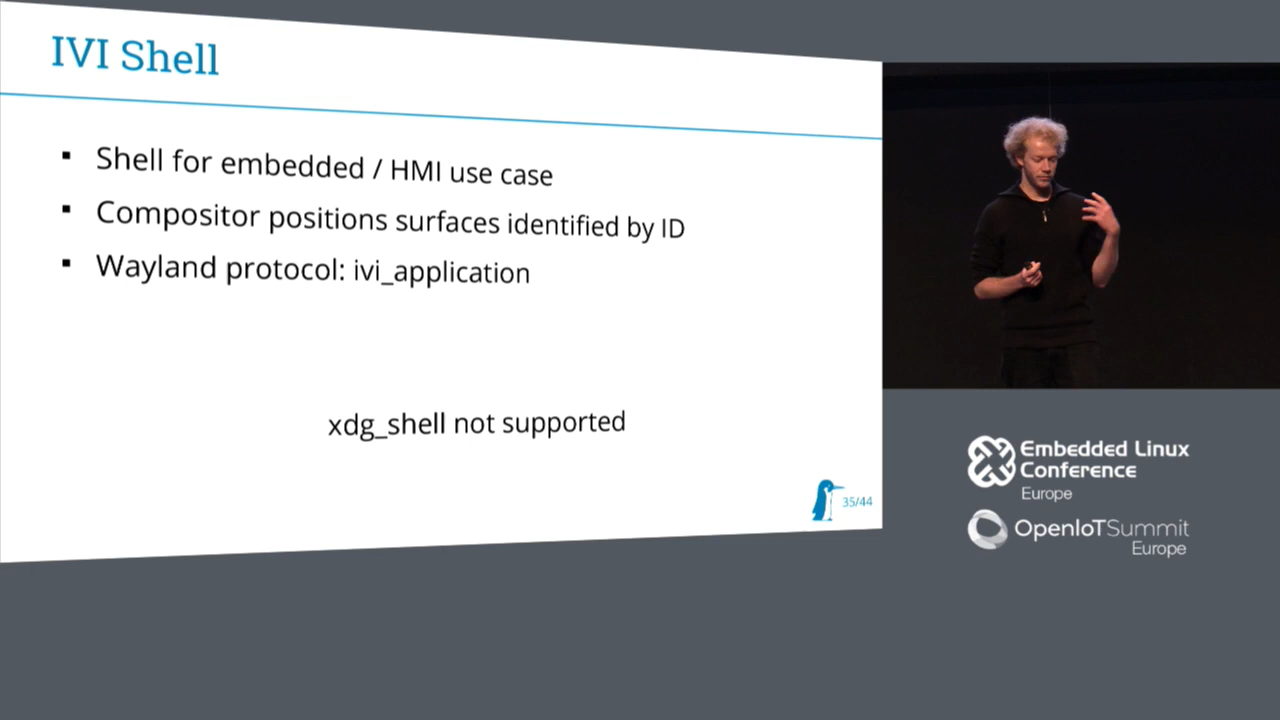 IVI Shell
▪ Shell for embedded / HMI use case
▪ Compositor positions surfaces identified by ID
▪ Wayland protocol: ivi_application
xdg_shell not supported
35/44
Embedded Linux
Conference
Europe
OpenIoTSummit
Europe